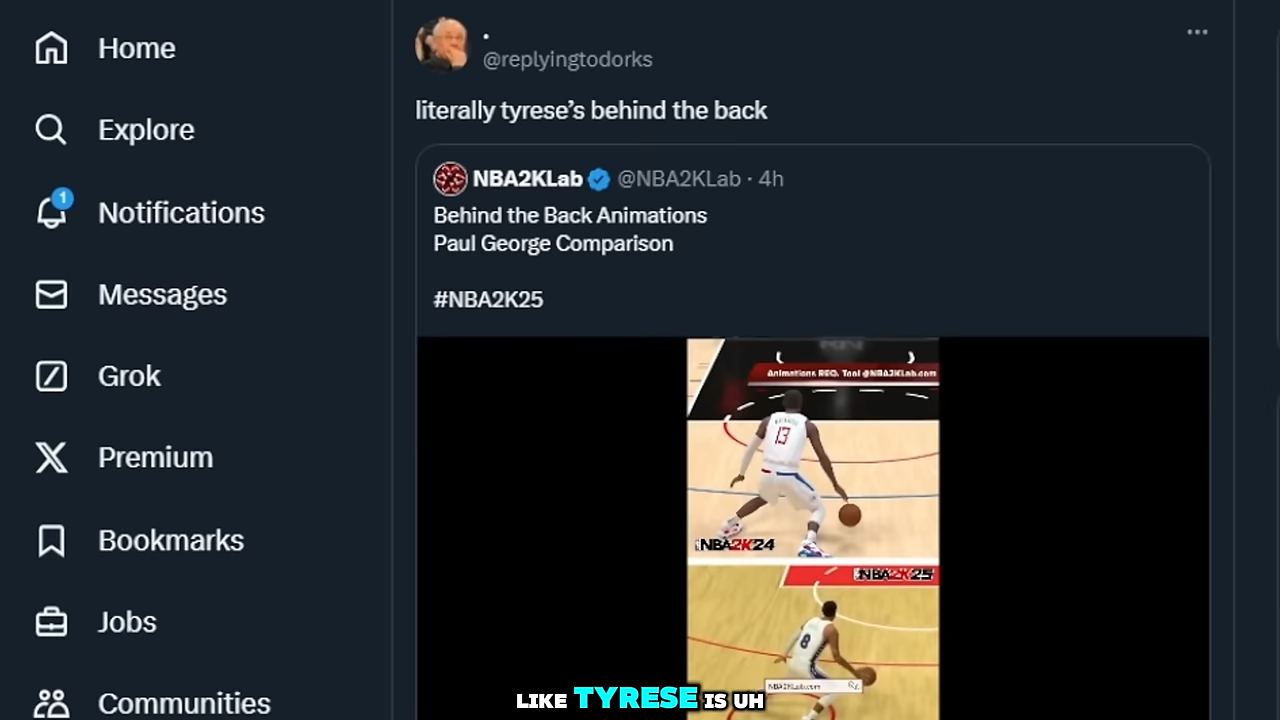 Home
Explore
1
Notifications
Messages
Grok
Premium
Bookmarks
Jobs
Communities
.
@replyingtodorks
literally tyrese’s behind the back
NBA2KLab @NBA2KLab · 4h
Behind the Back Animations
Paul George Comparison
#NBA2K25
Animations REQ. Tool @NBA2KLab.com
13
NBA2K24
NBA2K25
8
NBA2KLab.com
LIKE TYRESE IS UH